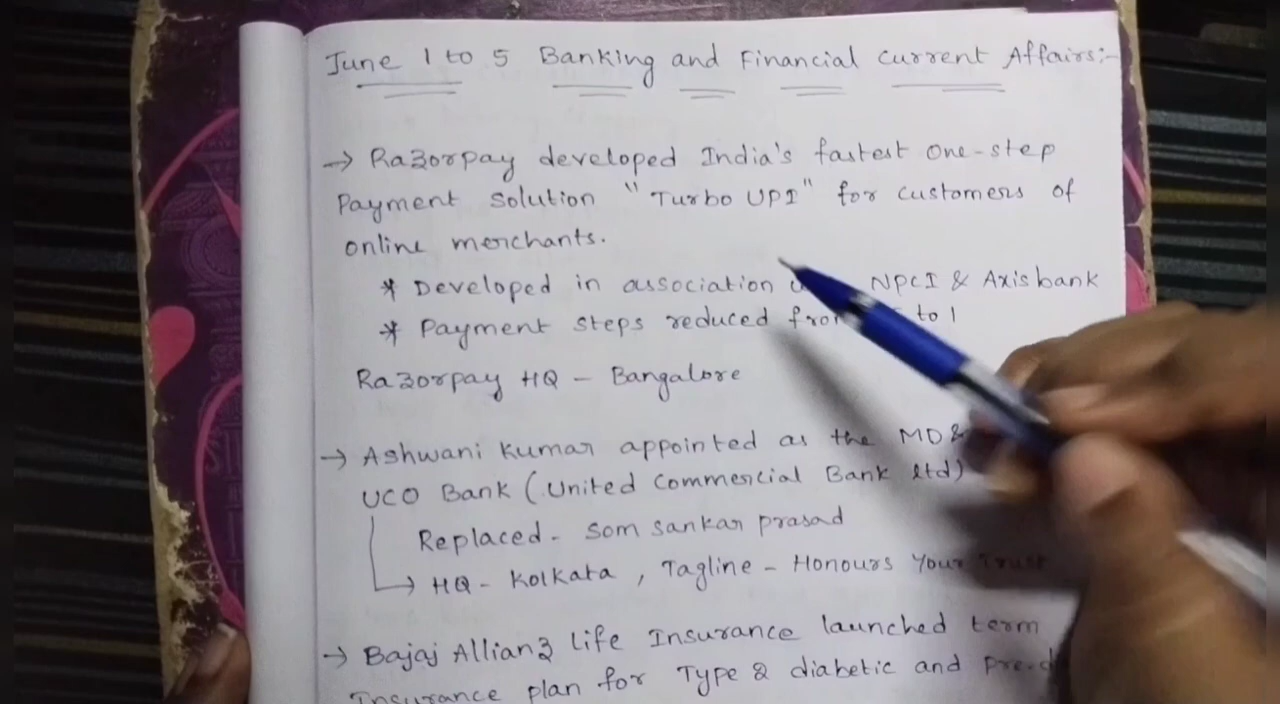 June 1 to 5 Banking and Financial Current Affairs:-
→ Razorpay developed India's fastest one-step
Payment Solution "Turbo UPI" for customers of
online merchants.
* Developed in association NPCI & Axis bank
* Payment steps reduced from to 1
Razorpay HQ - Bangalore
→ Ashwani Kumar appointed as the MD &
UCO Bank (United Commercial Bank ltd)
Replaced - Som Sankar prasad
→ HQ - Kolkata , Tagline - Honours Your Trust
→ Bajaj Allianz Life Insurance launched term
Insurance plan for Type 2 diabetic and